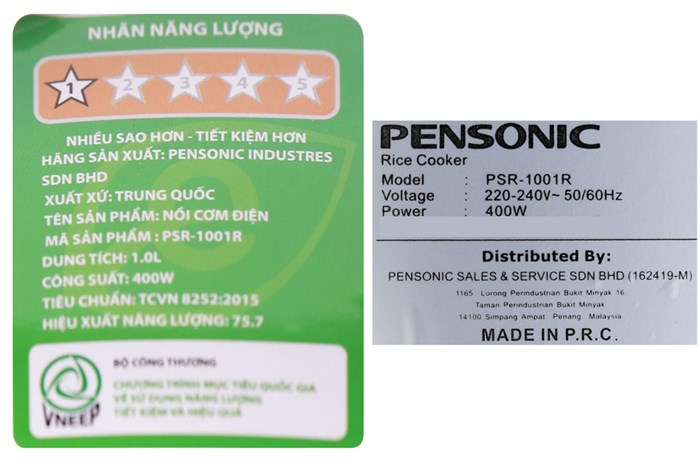 NHÃN NĂNG LƯỢNG
1 2 3 4 5
NHIỀU SAO HƠN - TIẾT KIỆM HƠN
HÃNG SẢN XUẤT: PENSONIC INDUSTRES
SDN BHD
XUẤT XỨ: TRUNG QUỐC
TÊN SẢN PHẨM: NỒI CƠM ĐIỆN
MÃ SẢN PHẨM : PSR-1001R
DUNG TÍCH: 1.0L
CÔNG SUẤT: 400W
TIÊU CHUẨN: TCVN 8252:2015
HIỆU XUẤT NĂNG LƯỢNG: 75.7
BỘ CÔNG THƯƠNG
CHƯƠNG TRÌNH MỤC TIÊU QUỐC GIA
VỀ SỬ DỤNG NĂNG LƯỢNG
TIẾT KIỆM VÀ HIỆU QUẢ
VNEEP
PENSONIC
Rice Cooker
Model : PSR-1001R
Voltage : 220-240V~ 50/60Hz
Power : 400W
Distributed By:
PENSONIC SALES & SERVICE SDN BHD (162419-M)
1165 Lorong Perindustrian Bukit Minyak 16
Taman Perindustrian Bukit Minyak
14100 Simpang Ampat, Penang, Malaysia
MADE IN P.R.C.